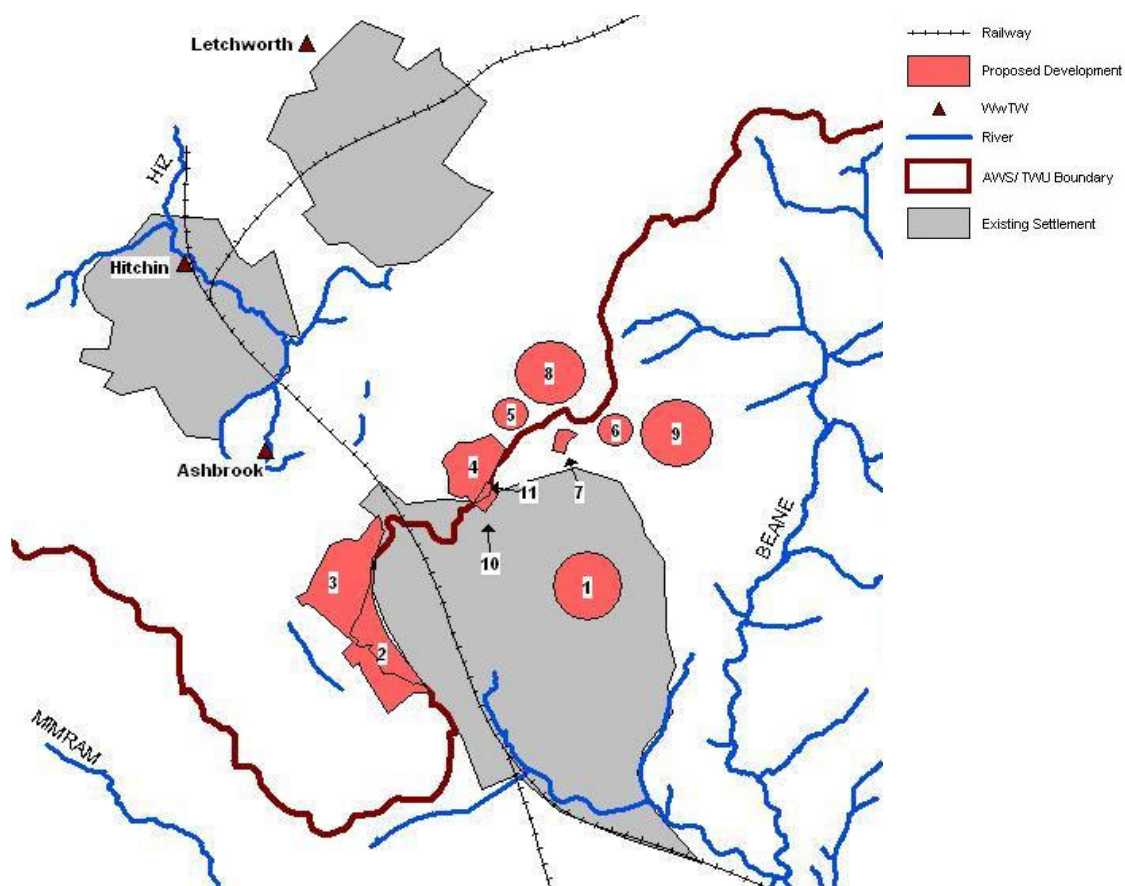 Letchworth
HIZ
Hitchin
Ashbrook
8
5
6
9
4
11
7
10
3
1
2
BEANE
MIMRAM
Railway
Proposed Development
WwTW
River
AWS/ TWU Boundary
Existing Settlement